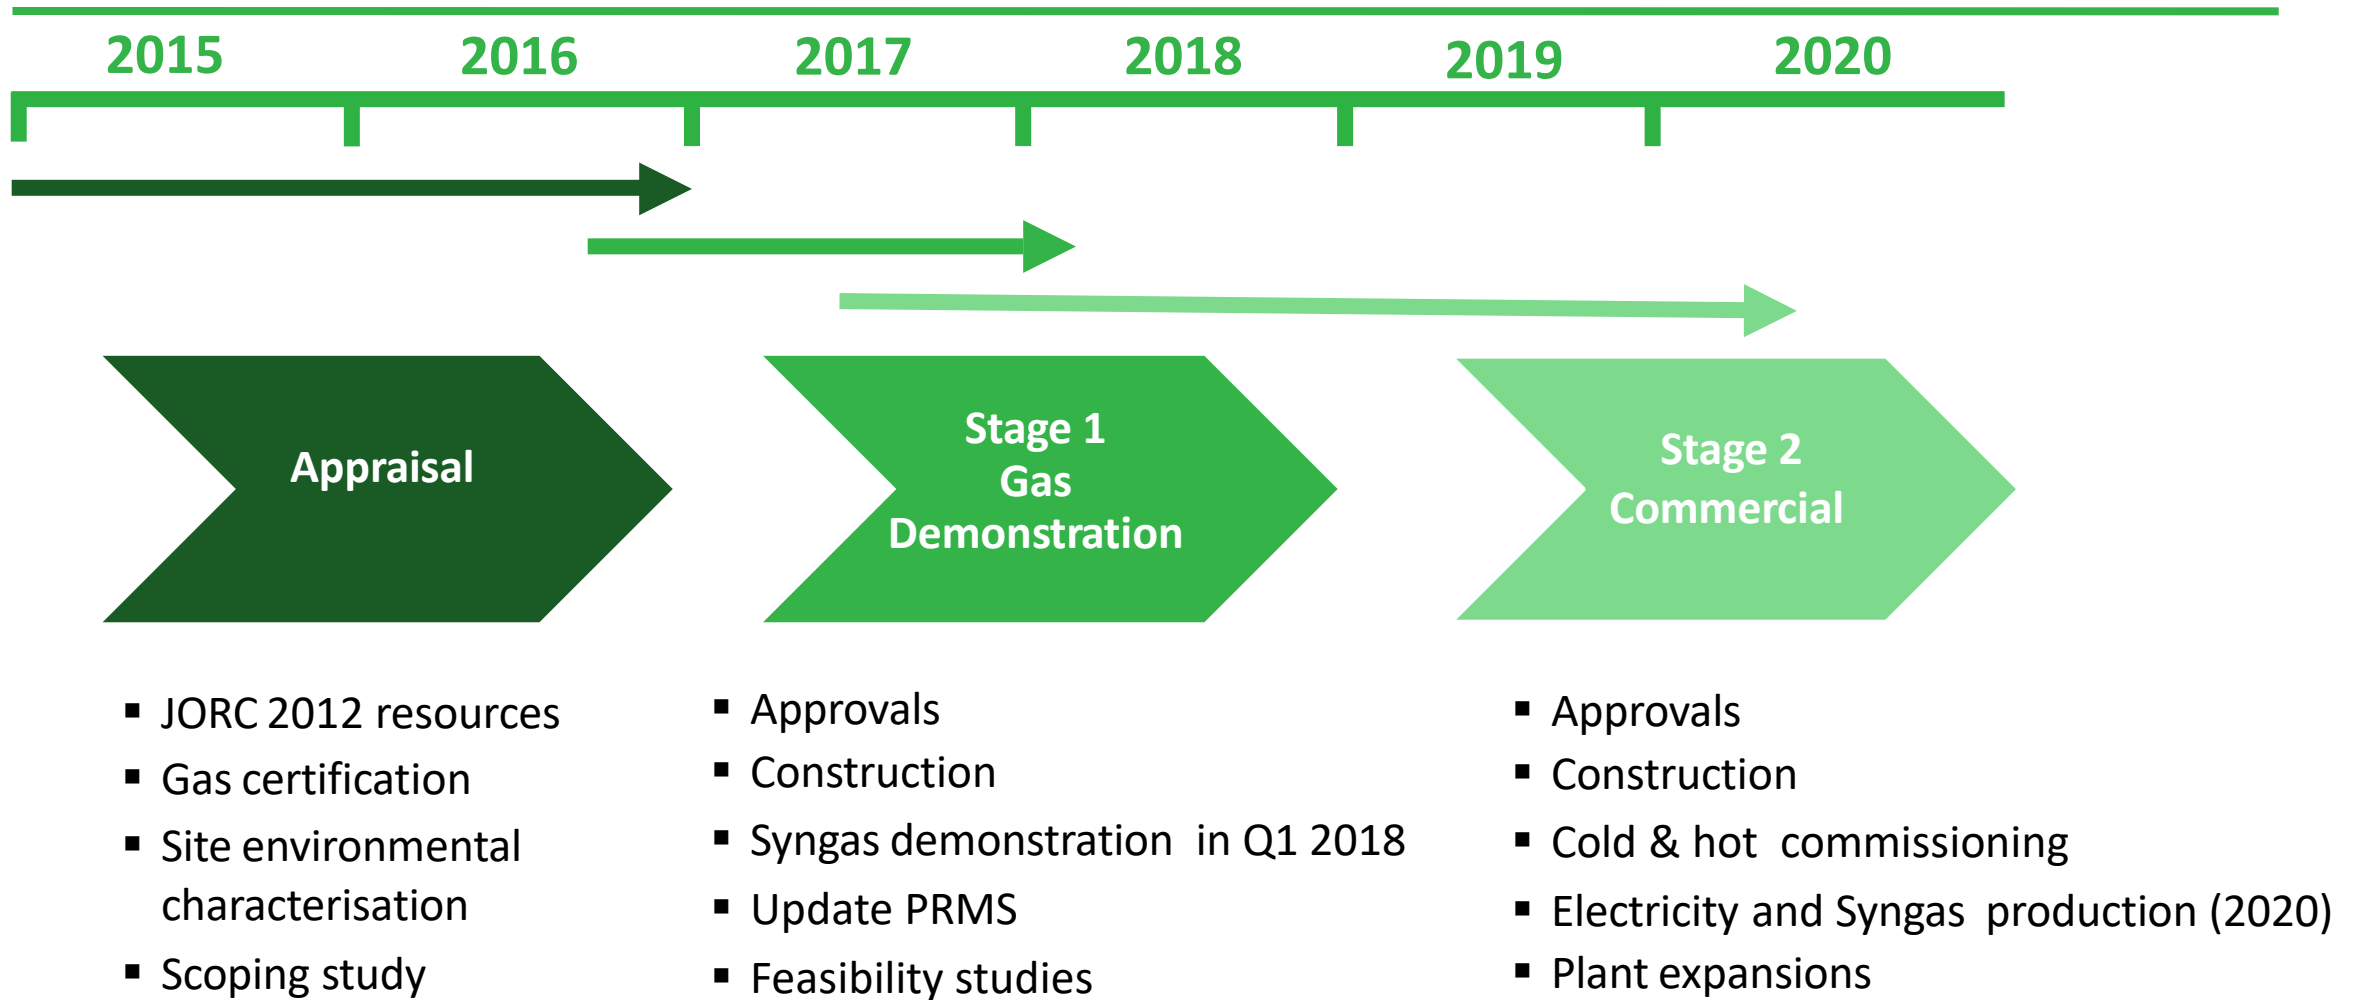 2015 2016 2017 2018 2019 2020
Appraisal
Stage 1
Gas
Demonstration
Stage 2
Commercial
▪ JORC 2012 resources
▪ Gas certification
▪ Site environmental
characterisation
▪ Scoping study
▪ Approvals
▪ Construction
▪ Syngas demonstration in Q1 2018
▪ Update PRMS
▪ Feasibility studies
▪ Approvals
▪ Construction
▪ Cold & hot commissioning
▪ Electricity and Syngas production (2020)
▪ Plant expansions